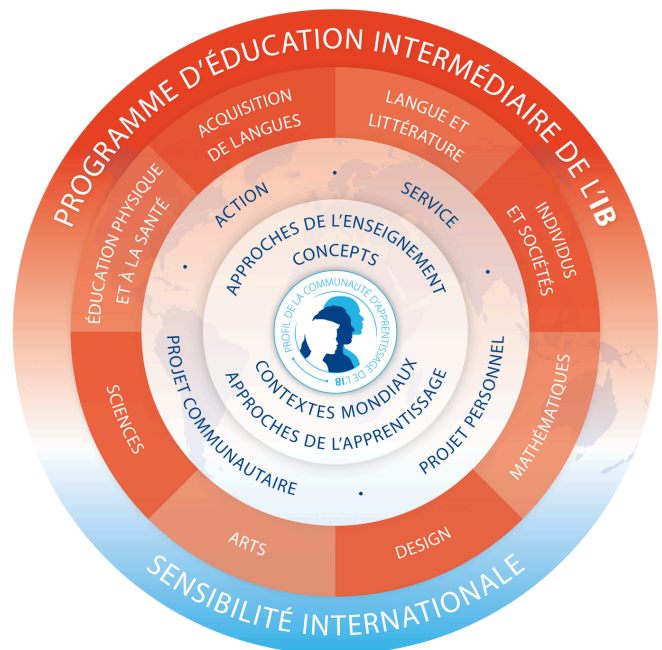 PROGRAMME D'ÉDUCATION INTERMÉDIAIRE DE L'IB
ACQUISITION
DE LANGUES
LANGUE ET
LITTÉRATURE
ÉDUCATION PHYSIQUE
ET À LA SANTÉ
INDIVIDUS
ET SOCIÉTÉS
ACTION
SERVICE
APPROCHES DE L'ENSEIGNEMENT
CONCEPTS
PROFIL DE LA COMMUNAUTÉ D'APPRENTISSAGE DE L'IB
CONTEXTES MONDIAUX
APPROCHES DE L'APPRENTISSAGE
PROJET COMMUNAUTAIRE
PROJET PERSONNEL
SCIENCES
MATHÉMATIQUES
ARTS
DESIGN
SENSIBILITÉ INTERNATIONALE